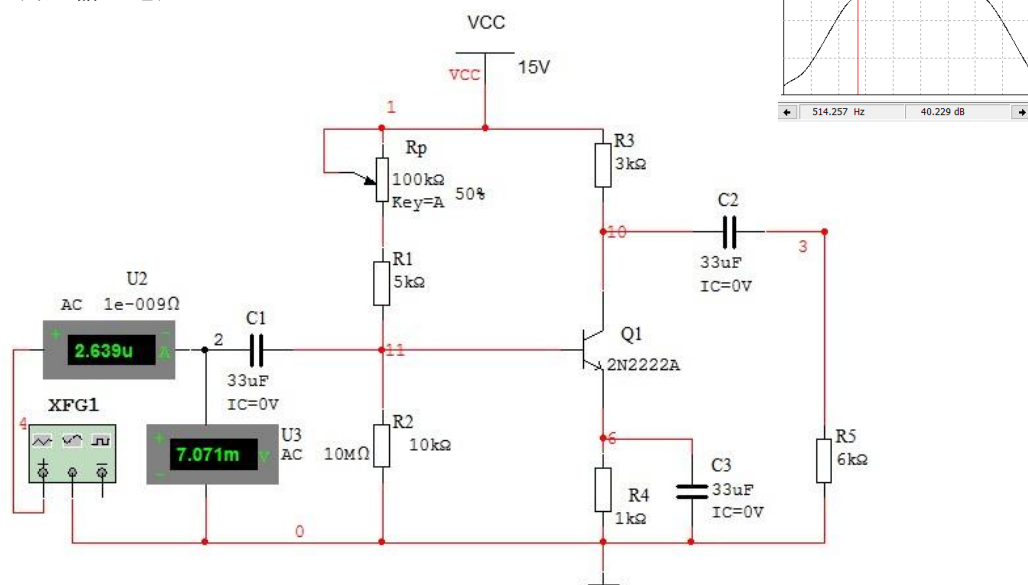 VCC
VCC
15V
514.257 Hz
40.229 dB
1
Rp
100kΩ
Key=A
50%
R3
3kΩ
10
C2
33uF
IC=0V
3
R1
5kΩ
U2
AC 1e-009Ω
2.639u
A
2
C1
33uF
IC=0V
11
Q1
2N2222A
XFG1
4
U3
AC 10MΩ
7.071m
V
R2
10kΩ
6
C3
33uF
IC=0V
R4
1kΩ
R5
6kΩ
0